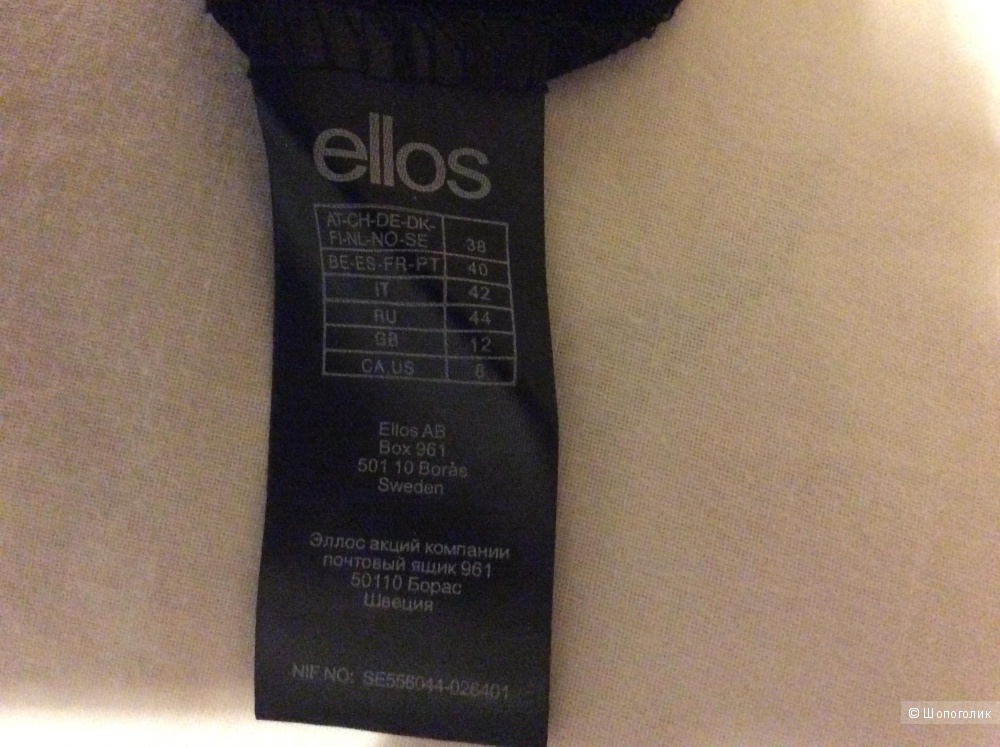 ellos
AT-CH-DE-DK-
FI-NL-NO-SE 38
BE-ES-FR-PT 40
IT 42
RU 44
GB 12
CA,US 8
Ellos AB
Box 961
501 10 Borås
Sweden
Эллос акций компании
почтовый ящик 961
50110 Борас
Швеция
NIF NO: SE556044-026401
© Шопоголик